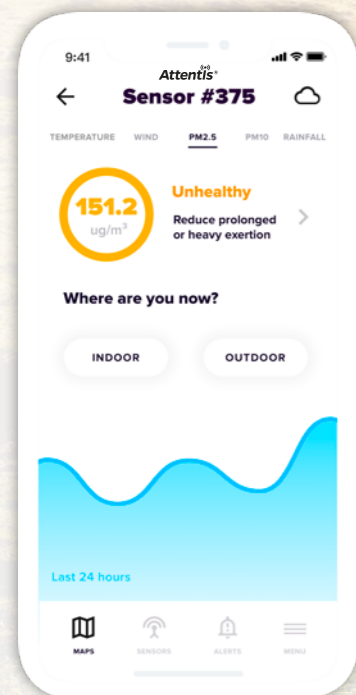 9:41
Attentis®
Sensor #375
TEMPERATURE WIND PM2.5 PM10 RAINFALL
151.2
ug/m³
Unhealthy
Reduce prolonged
or heavy exertion
Where are you now?
INDOOR OUTDOOR
Last 24 hours
MAPS SENSORS ALERTS MENU